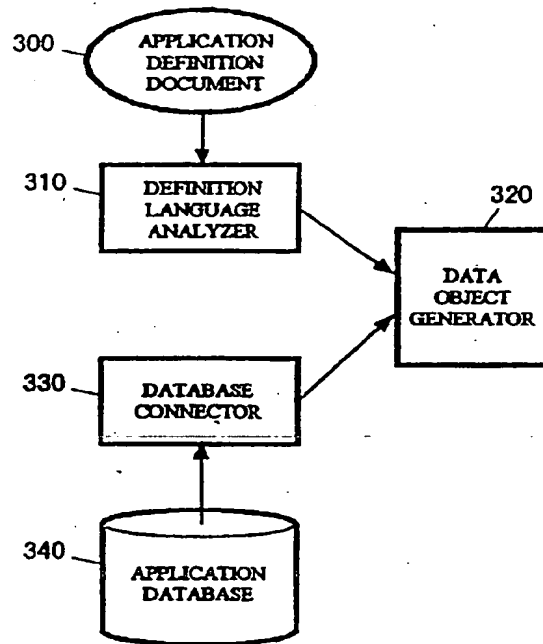 300
APPLICATION
DEFINITION
DOCUMENT
310
DEFINITION
LANGUAGE
ANALYZER
320
DATA
OBJECT
GENERATOR
330
DATABASE
CONNECTOR
340
APPLICATION
DATABASE